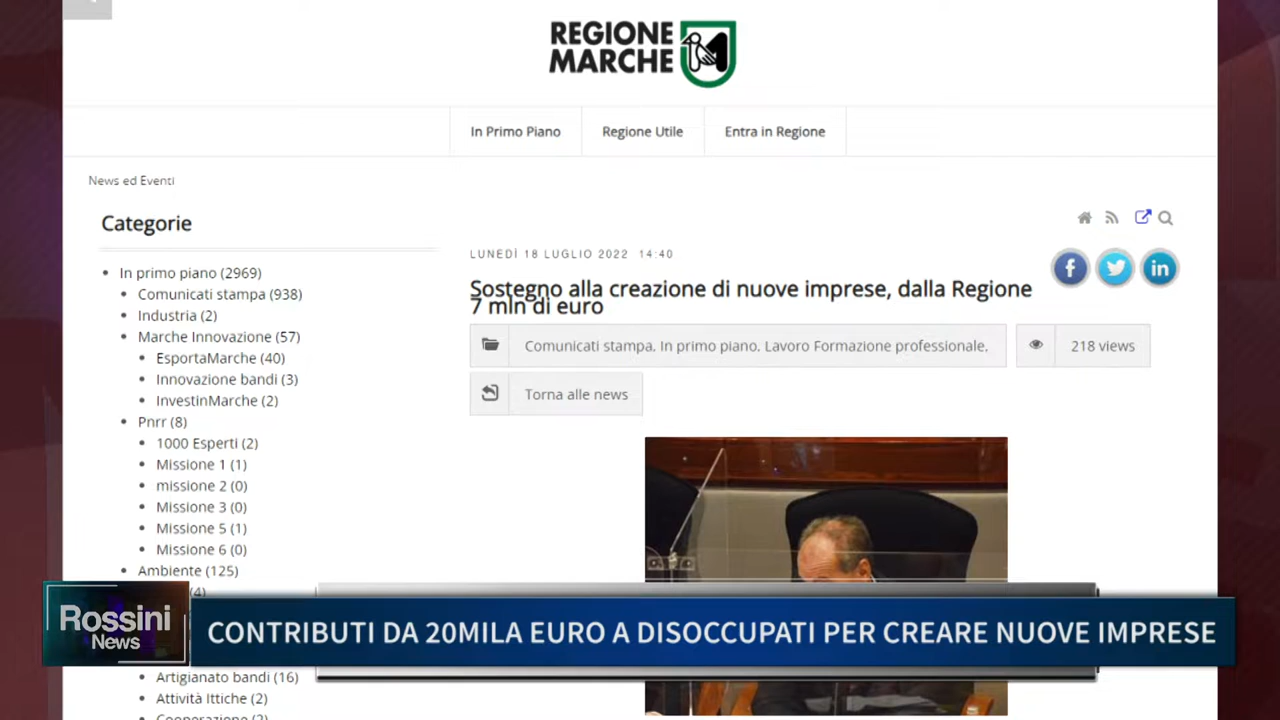 REGIONE
MARCHE
In Primo Piano
Regione Utile
Entra in Regione
News ed Eventi
Categorie
In primo piano (2969)
Comunicati stampa (938)
Industria (2)
Marche Innovazione (57)
EsportaMarche (40)
Innovazione bandi (3)
InvestinMarche (2)
Pnrr (8)
1000 Esperti (2)
Missione 1 (1)
missione 2 (0)
Missione 3 (0)
Missione 5 (1)
Missione 6 (0)
Ambiente (125)
(4)
Artigianato bandi (16)
Attività Ittiche (2)
Cooperazione (2)
LUNEDÌ 18 LUGLIO 2022 14:40
Sostegno alla creazione di nuove imprese, dalla Regione
7 mln di euro
Comunicati stampa. In primo piano. Lavoro Formazione professionale.
218 views
Torna alle news
Rossini
News
CONTRIBUTI DA 20MILA EURO A DISOCCUPATI PER CREARE NUOVE IMPRESE